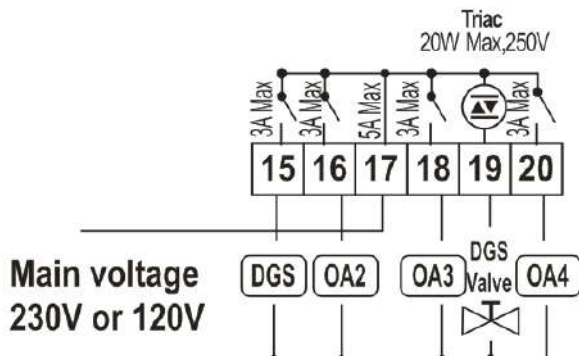 Triac
20W Max,250V
3A Max
3A Max
5A Max
3A Max
3A Max
15 16 17 18 19 20
Main voltage
230V or 120V
DGS OA2 OA3 DGS Valve OA4